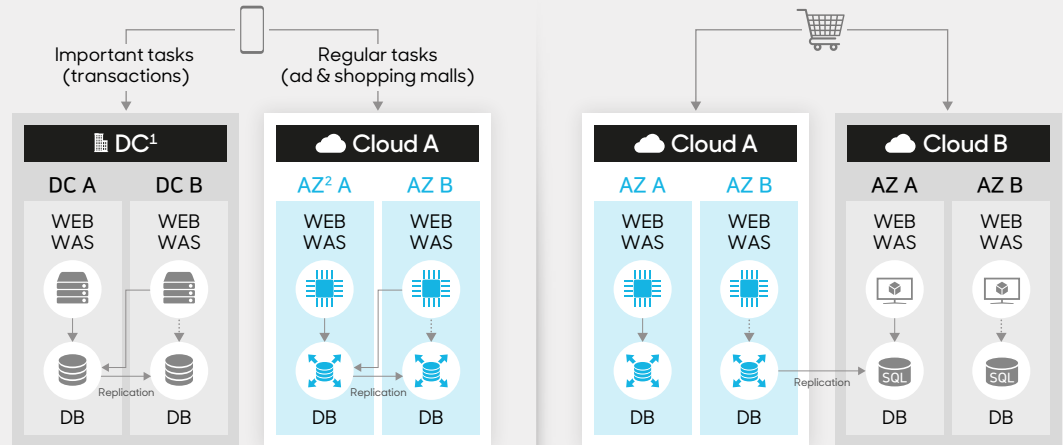 Important tasks
(transactions)
Regular tasks
(ad & shopping malls)
DC¹
DC A
DC B
WEB
WAS
WEB
WAS
Replication
DB
DB
Cloud A
AZ² A
AZ B
WEB
WAS
WEB
WAS
Replication
DB
DB
Cloud A
AZ A
AZ B
WEB
WAS
WEB
WAS
DB
DB
Replication
Cloud B
AZ A
AZ B
WEB
WAS
WEB
WAS
SQL
SQL
DB
DB